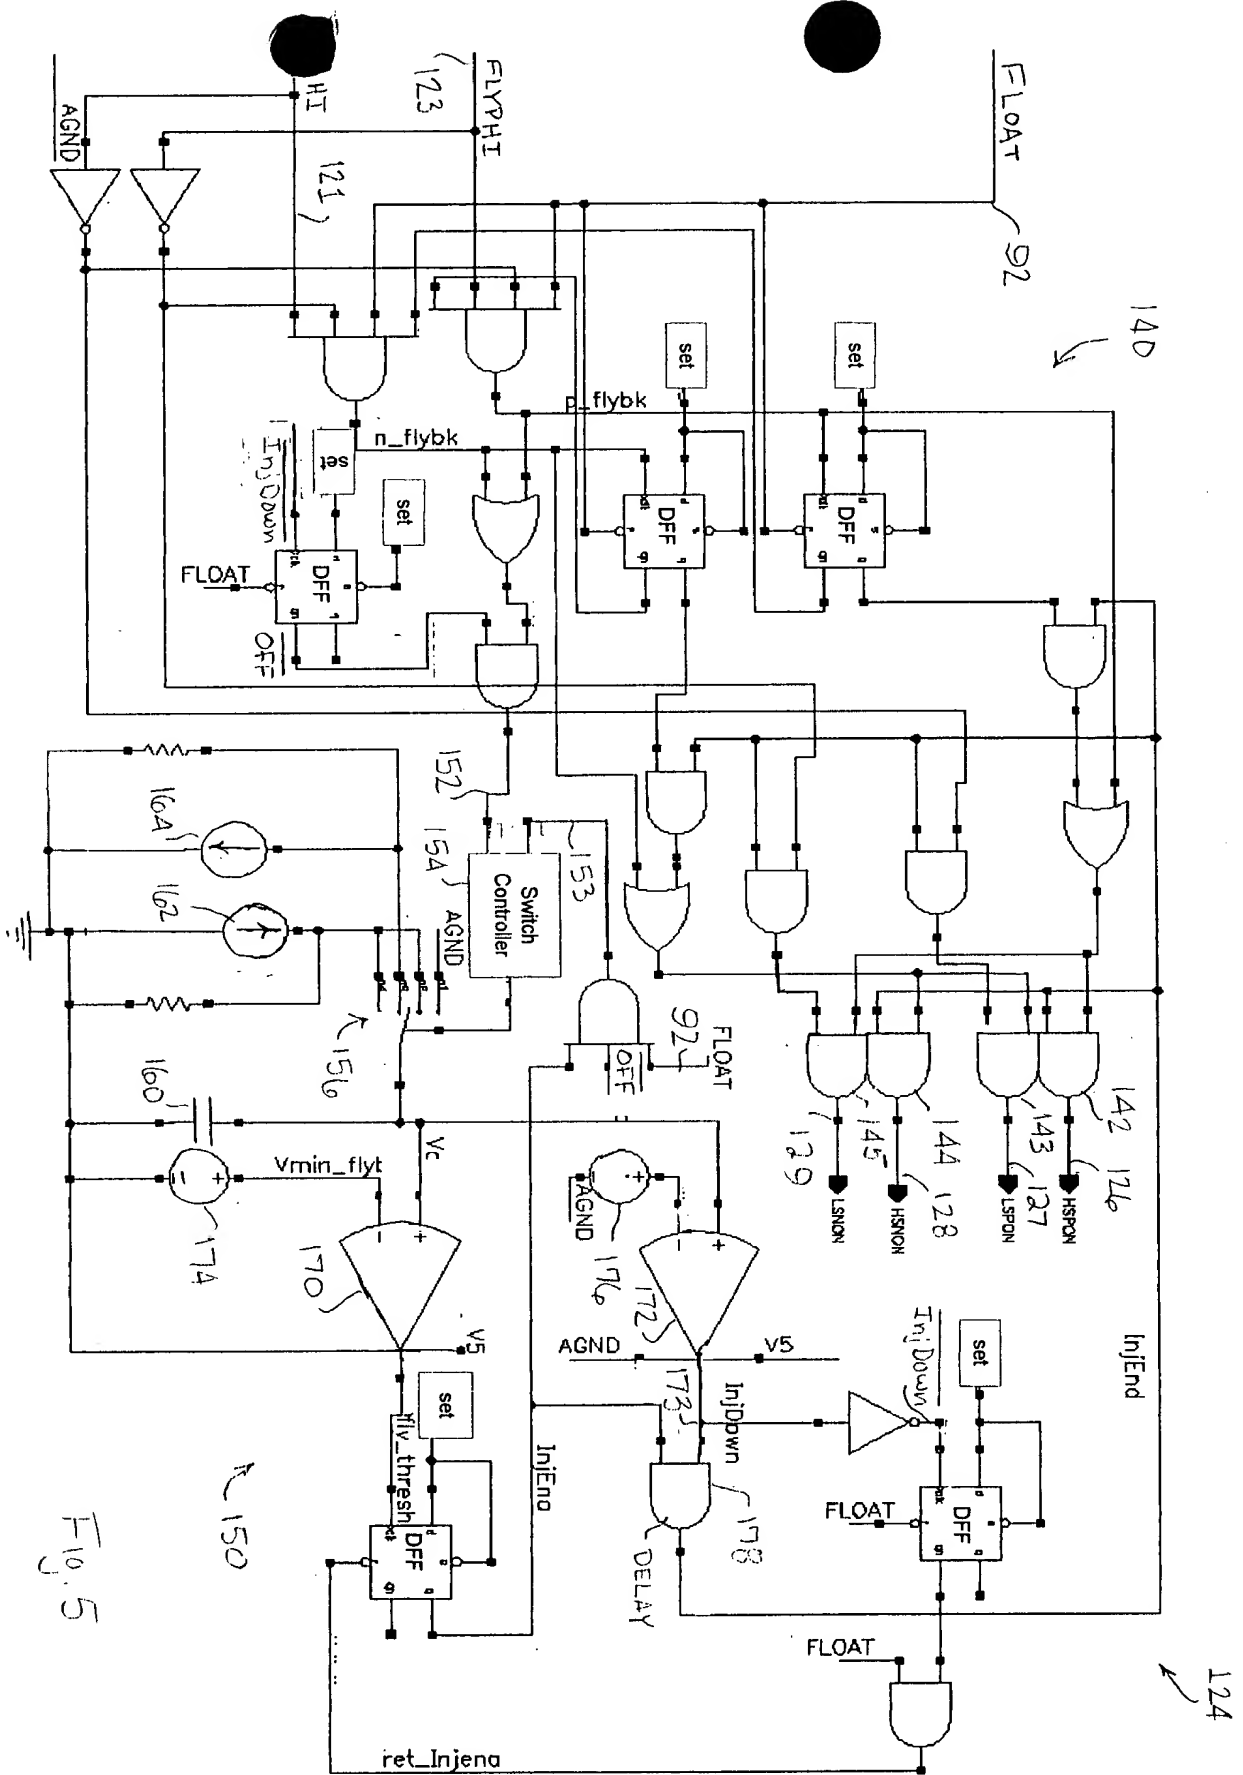 FLOAT
92
140
FLYPHI
123
HI
121
AGND
set
set
p_flybk
n_flybk
DFF
DFF
set
set
InjDown
DFF
FLOAT
OFF
152
154
153
Switch
Controller
AGND
164
162
156
160
FLOAT
92
OFF
142
143
144
145
126
127
128
129
HSPON
LSPON
HSNON
LSNON
Vc
Vmin_flyt
174
170
AGND
176
172
V5
AGND
V5
173
InjDown
InjDown
set
InjEnd
fly_thresh
set
DFF
InjEna
178
DELAY
FLOAT
DFF
FLOAT
ret_Injena
150
124
Fig. 5